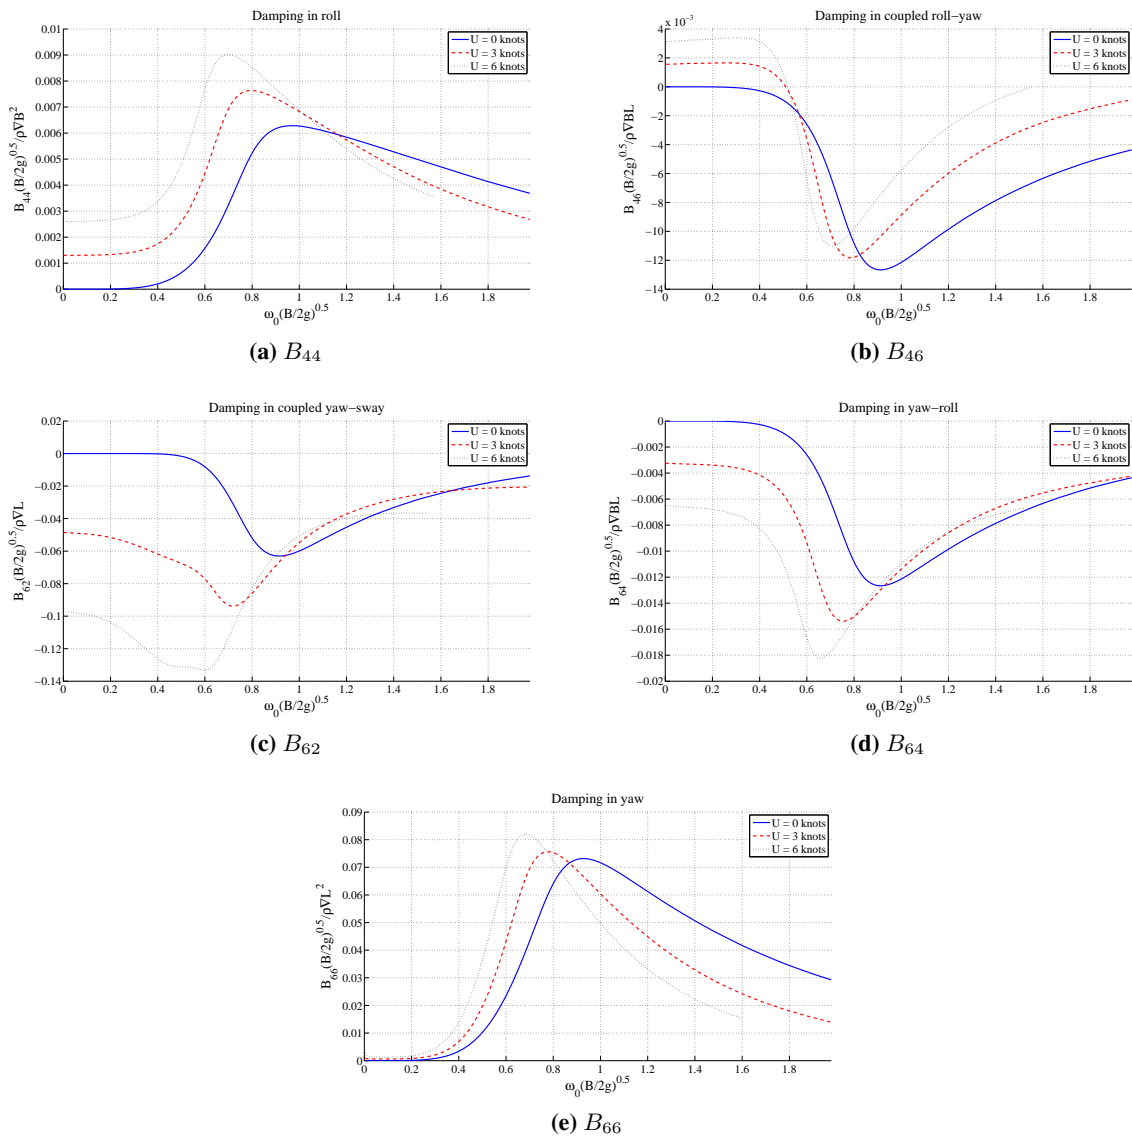 Damping in roll
0.01
0.009
0.008
0.007
0.006
0.005
0.004
0.003
0.002
0.001
0
B₄₄(B/2g)^0.5/ρ∇B²
U = 0 knots
U = 3 knots
U = 6 knots
0 0.2 0.4 0.6 0.8 1 1.2 1.4 1.6 1.8
ω₀(B/2g)^0.5
(a) B₄₄
Damping in coupled roll−yaw
x 10⁻³
4
2
0
−2
−4
−6
−8
−10
−12
−14
B₄₆(B/2g)^0.5/ρ∇BL
U = 0 knots
U = 3 knots
U = 6 knots
0 0.2 0.4 0.6 0.8 1 1.2 1.4 1.6 1.8
ω₀(B/2g)^0.5
(b) B₄₆
Damping in coupled yaw−sway
0.02
0
−0.02
−0.04
−0.06
−0.08
−0.1
−0.12
−0.14
B₆₂(B/2g)^0.5/ρ∇L
U = 0 knots
U = 3 knots
U = 6 knots
0 0.2 0.4 0.6 0.8 1 1.2 1.4 1.6 1.8
ω₀(B/2g)^0.5
(c) B₆₂
Damping in yaw−roll
0
−0.002
−0.004
−0.006
−0.008
−0.01
−0.012
−0.014
−0.016
−0.018
−0.02
B₆₄(B/2g)^0.5/ρ∇BL
U = 0 knots
U = 3 knots
U = 6 knots
0 0.2 0.4 0.6 0.8 1 1.2 1.4 1.6 1.8
ω₀(B/2g)^0.5
(d) B₆₄
Damping in yaw
0.09
0.08
0.07
0.06
0.05
0.04
0.03
0.02
0.01
0
B₆₆(B/2g)^0.5/ρ∇L²
U = 0 knots
U = 3 knots
U = 6 knots
0 0.2 0.4 0.6 0.8 1 1.2 1.4 1.6 1.8
ω₀(B/2g)^0.5
(e) B₆₆